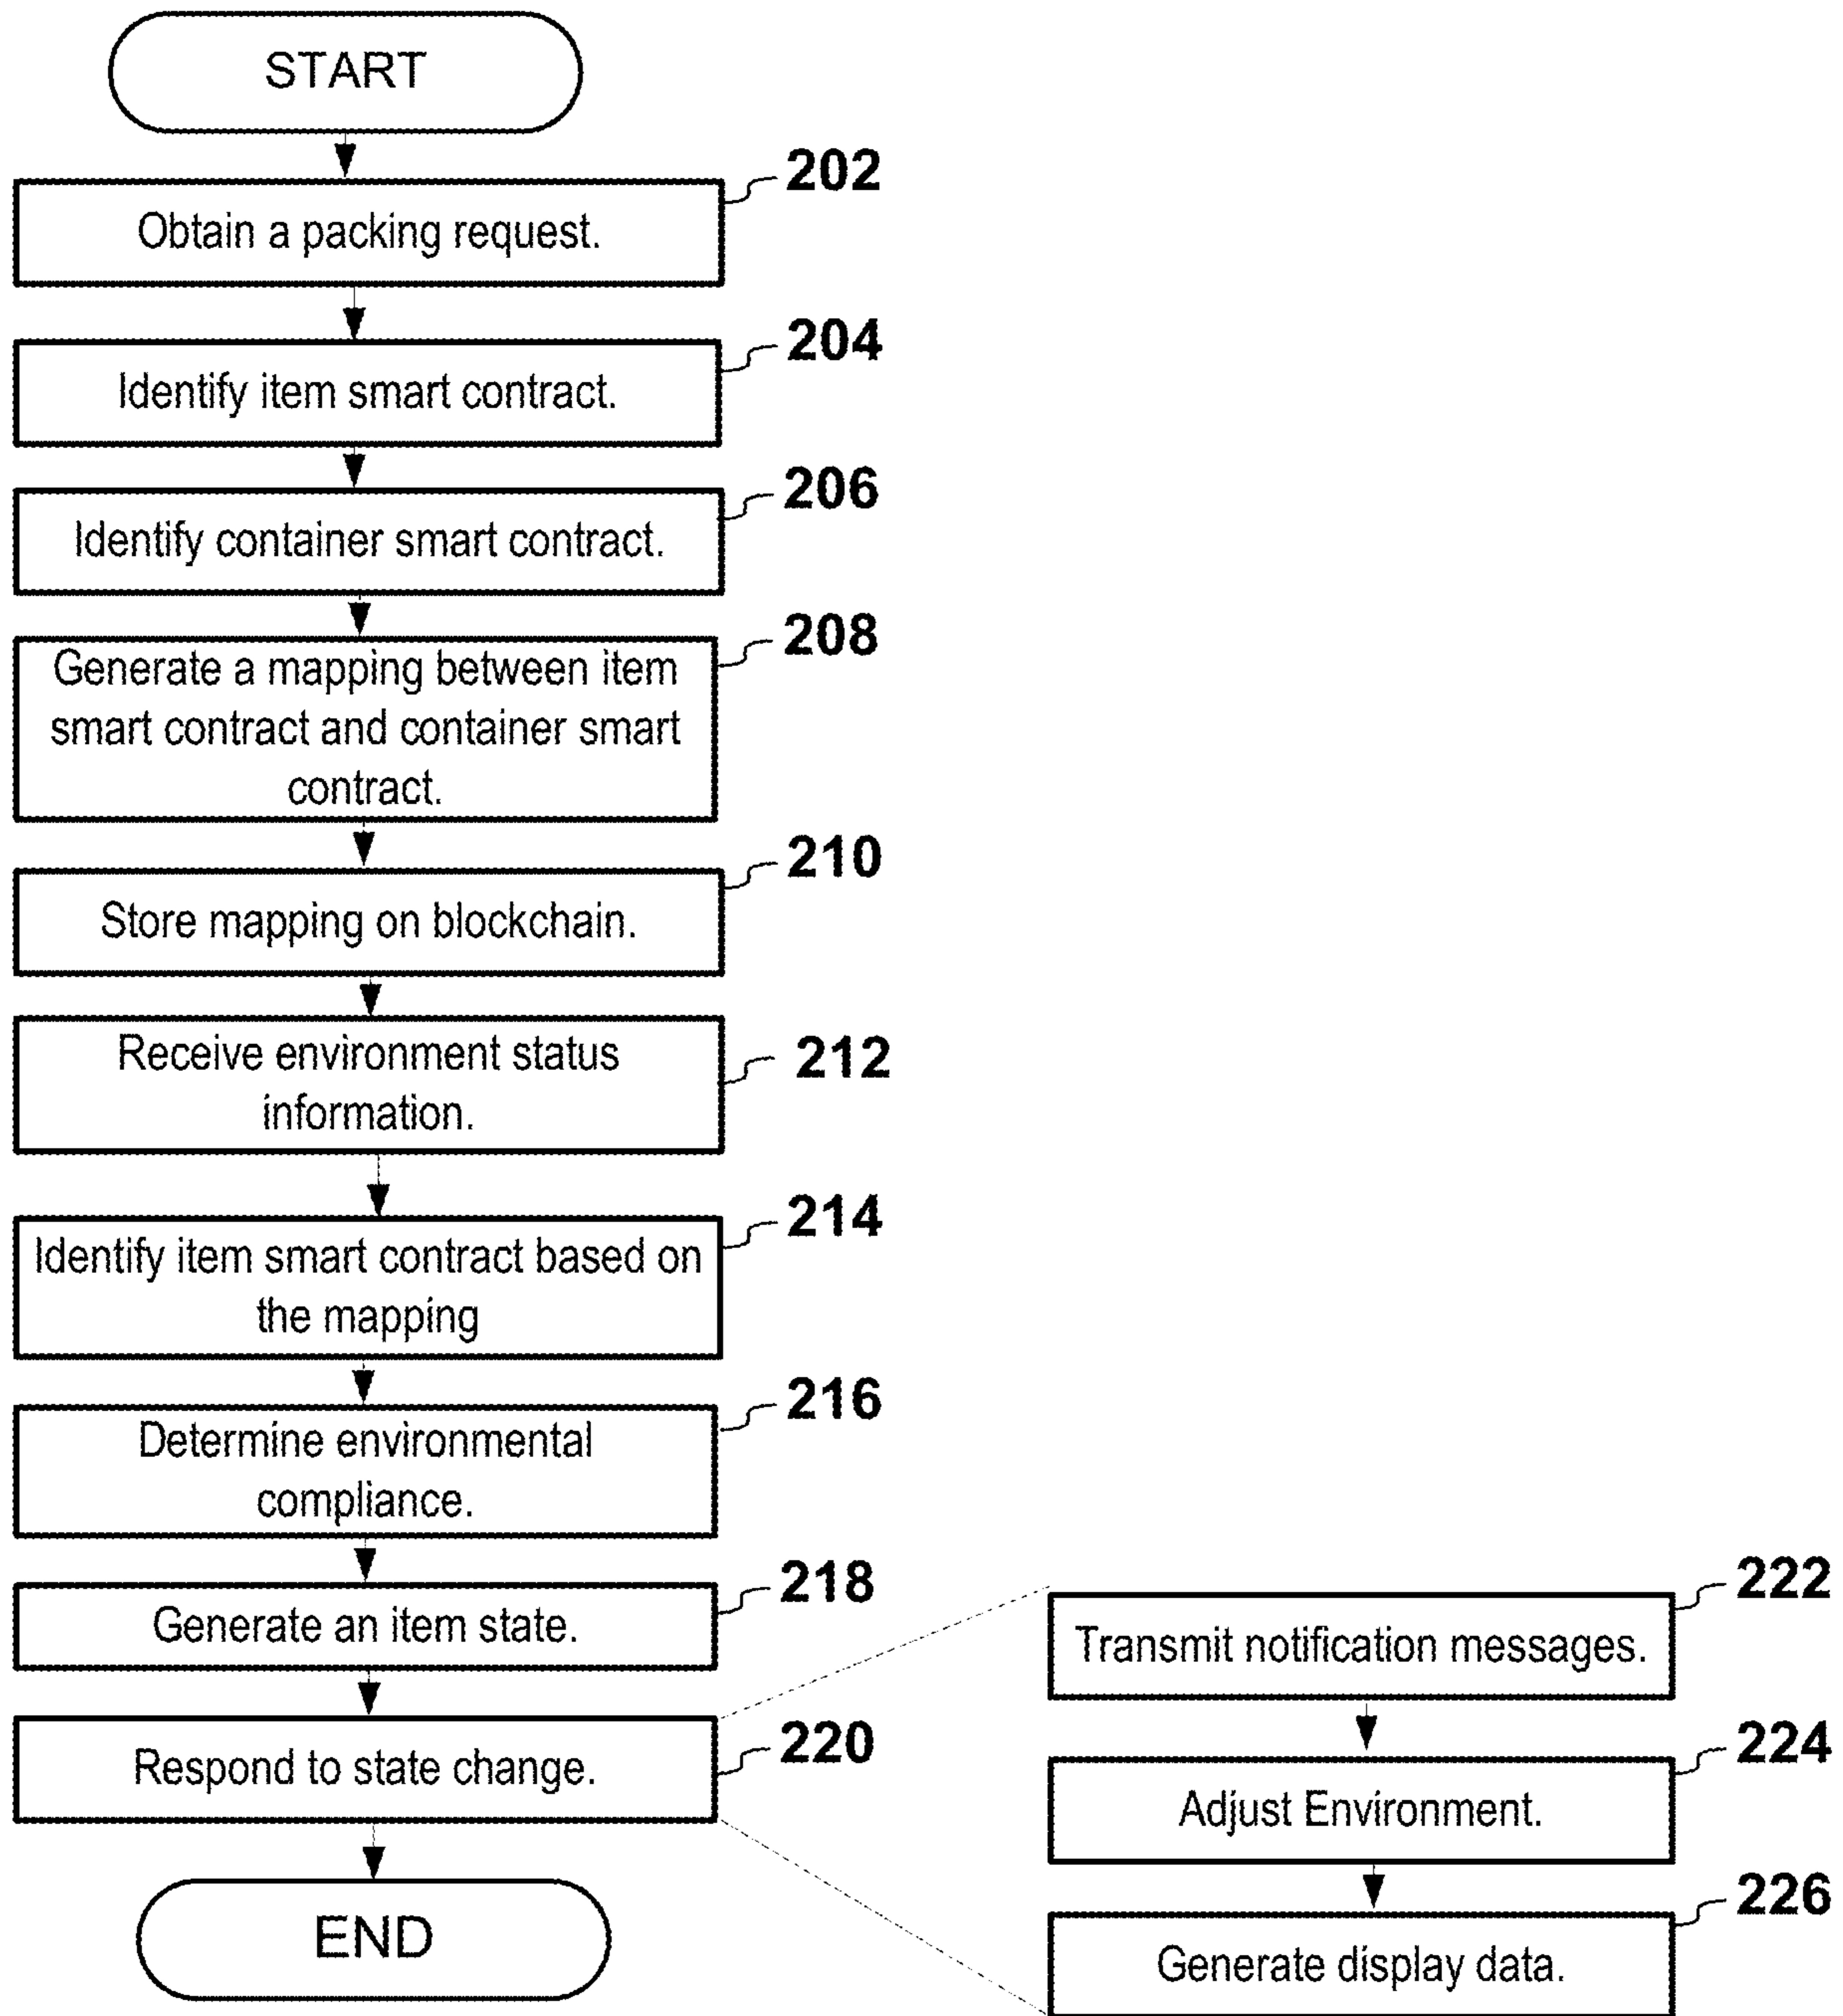 START
202
Obtain a packing request.
204
Identify item smart contract.
206
Identify container smart contract.
208
Generate a mapping between item
smart contract and container smart
contract.
210
Store mapping on blockchain.
212
Receive environment status
information.
214
Identify item smart contract based on
the mapping
216
Determine environmental
compliance.
218
Generate an item state.
220
Respond to state change.
END
222
Transmit notification messages.
224
Adjust Environment.
226
Generate display data.